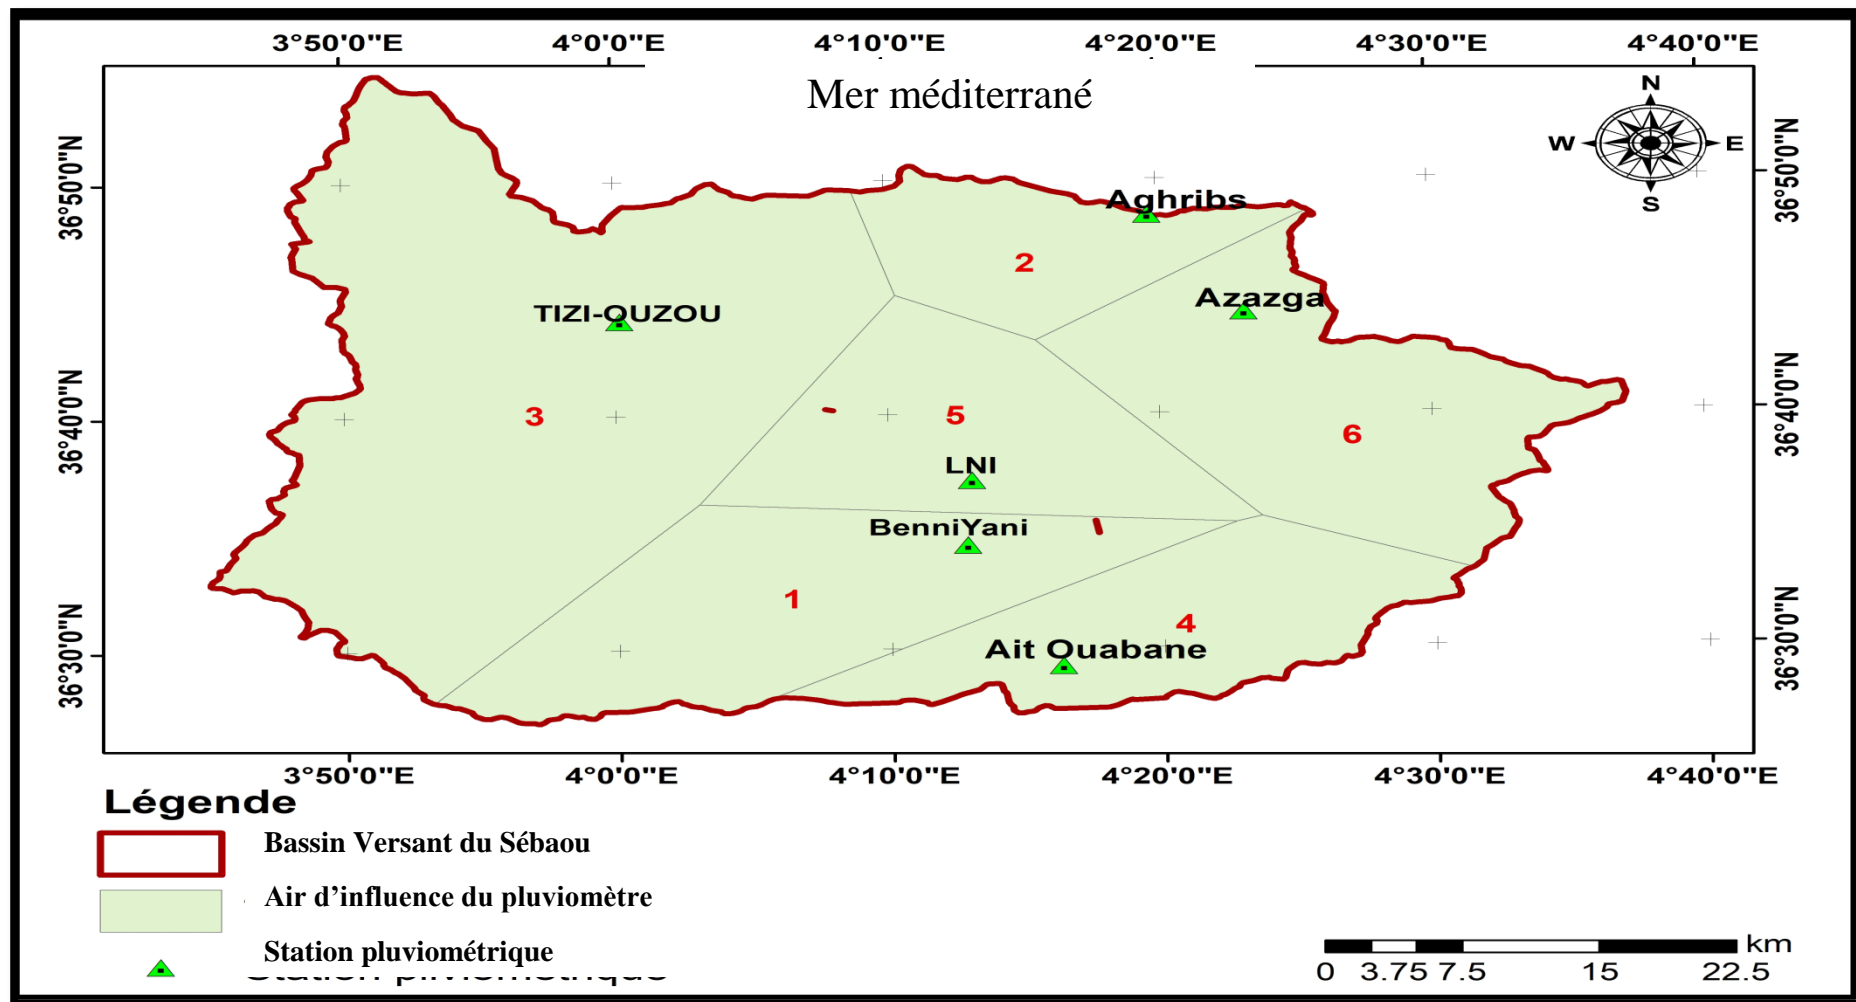 3°50'0"E 4°0'0"E 4°10'0"E 4°20'0"E 4°30'0"E 4°40'0"E
Mer méditerrané
N
W E
S
36°50'0"N 36°50'0"N
Aghribs
2
Azazga
TIZI-OUZOU
36°40'0"N 36°40'0"N
3 5 6
LNI
BenniYani
1
4
36°30'0"N 36°30'0"N
Ait Ouabane
3°50'0"E 4°0'0"E 4°10'0"E 4°20'0"E 4°30'0"E 4°40'0"E
Légende
Bassin Versant du Sébaou
Air d’influence du pluviomètre
Station pluviométrique
km
0 3.75 7.5 15 22.5